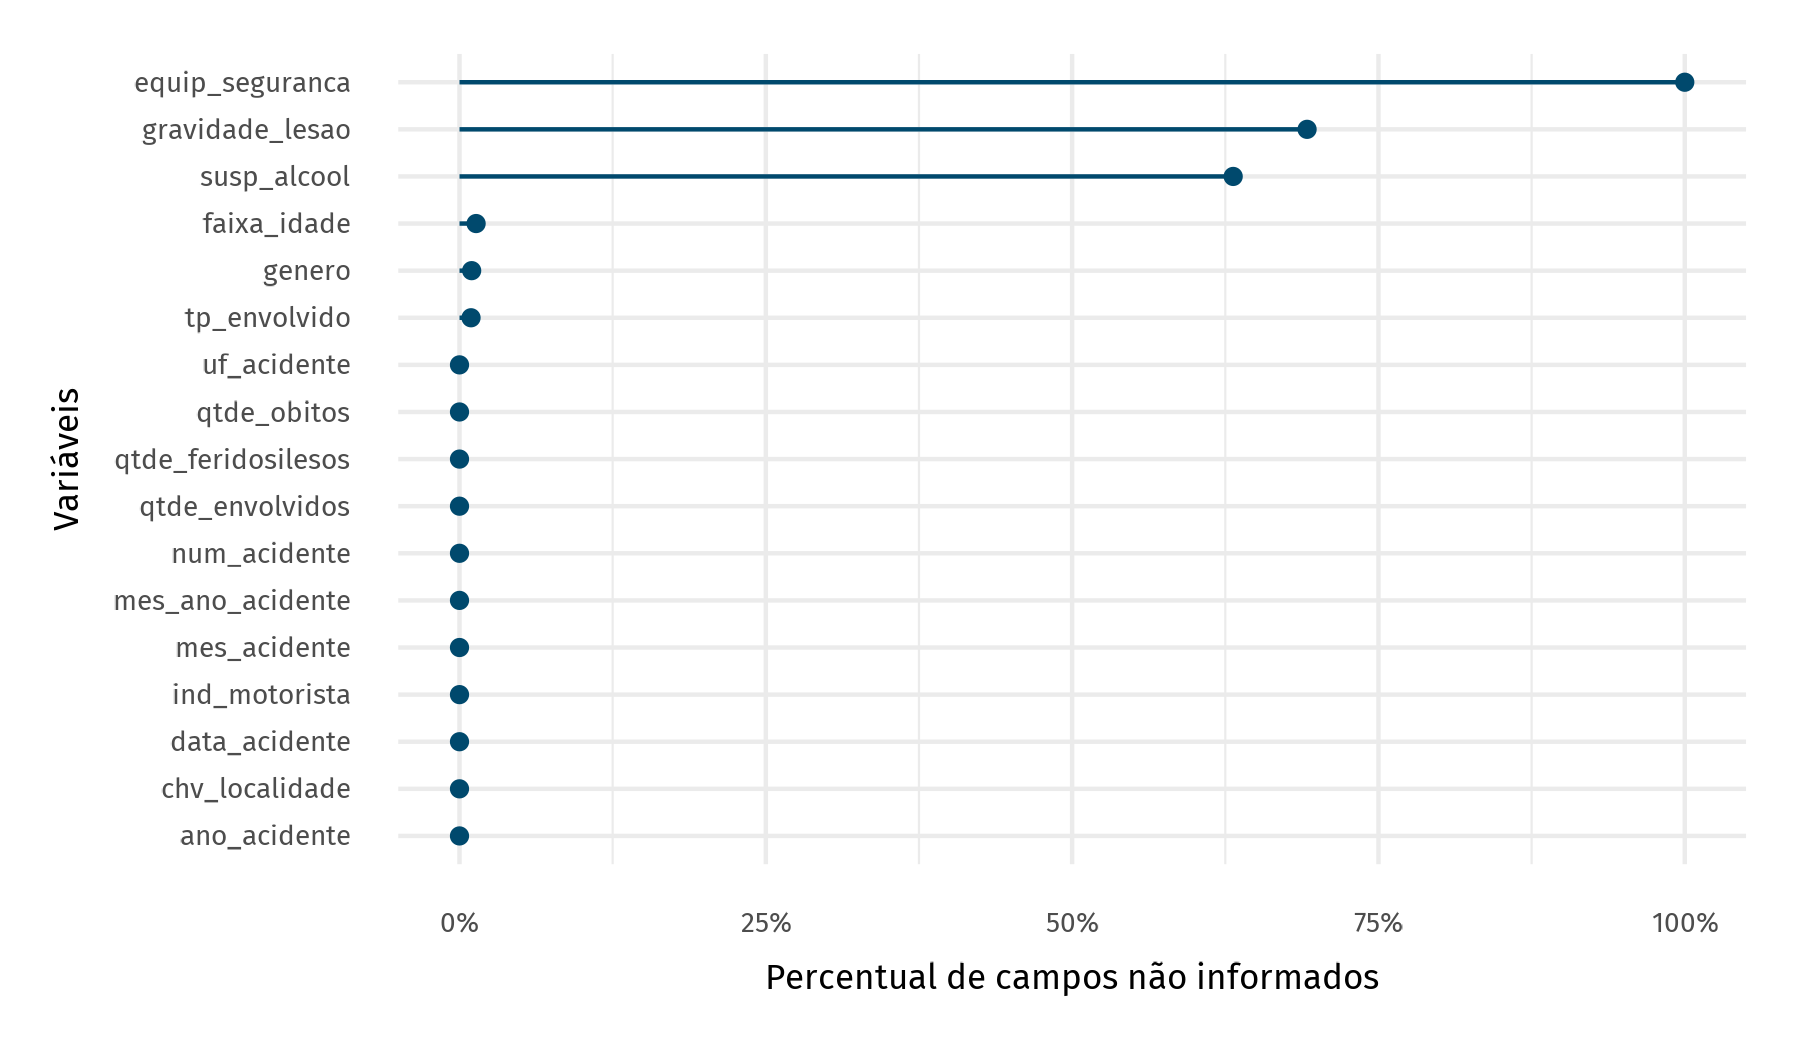 equip_seguranca
gravidade_lesao
susp_alcool
faixa_idade
genero
tp_envolvido
uf_acidente
qtde_obitos
qtde_feridosilesos
qtde_envolvidos
num_acidente
mes_ano_acidente
mes_acidente
ind_motorista
data_acidente
chv_localidade
ano_acidente
Variáveis
0% 25% 50% 75% 100%
Percentual de campos não informados